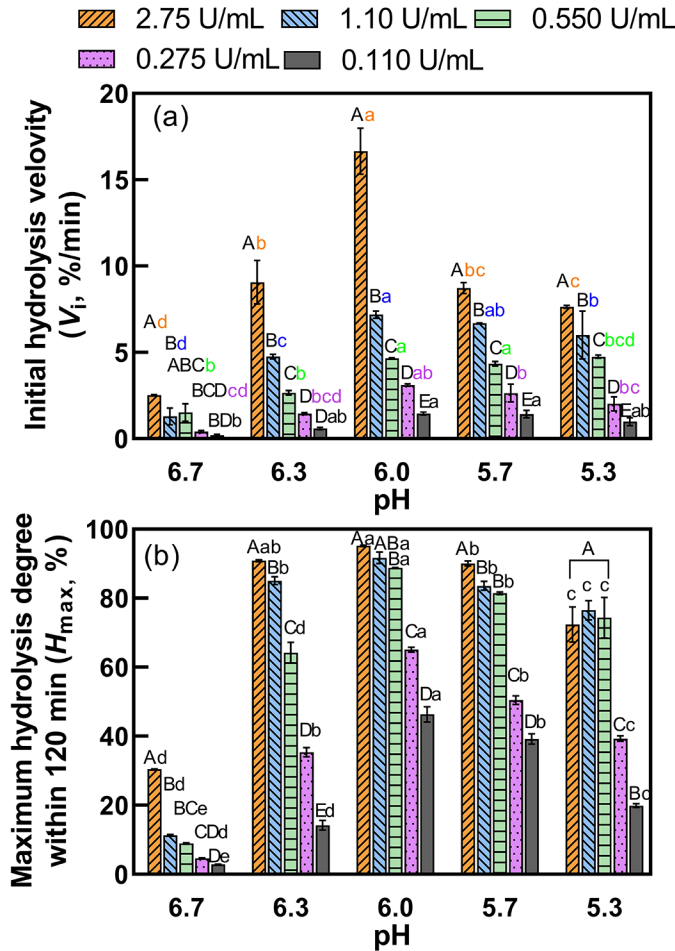 2.75 U/mL 1.10 U/mL 0.550 U/mL
0.275 U/mL 0.110 U/mL
Initial hydrolysis velovity
(Vi, %/min)
(a)
20
15
10
5
0
Ad
Bd
ABCb
BCDcd
BDb
Ab
Bc
Cb
Dbcd
Dab
Aa
Ba
Ca
Dab
Ea
Abc
Bab
Ca
Db
Ea
Ac
Bb
Cbcd
Dbc
Eab
6.7 6.3 6.0 5.7 5.3
pH
Maximum hydrolysis degree
within 120 min (Hmax, %)
(b)
100
80
60
40
20
0
Ad
Bd
BCe
CDd
De
Aab
Bb
Cd
Db
Ed
Aa
ABa
Ba
Ca
Da
Ab
Bb
Bb
Cb
Db
A
c c c
Cc
Bc
6.7 6.3 6.0 5.7 5.3
pH